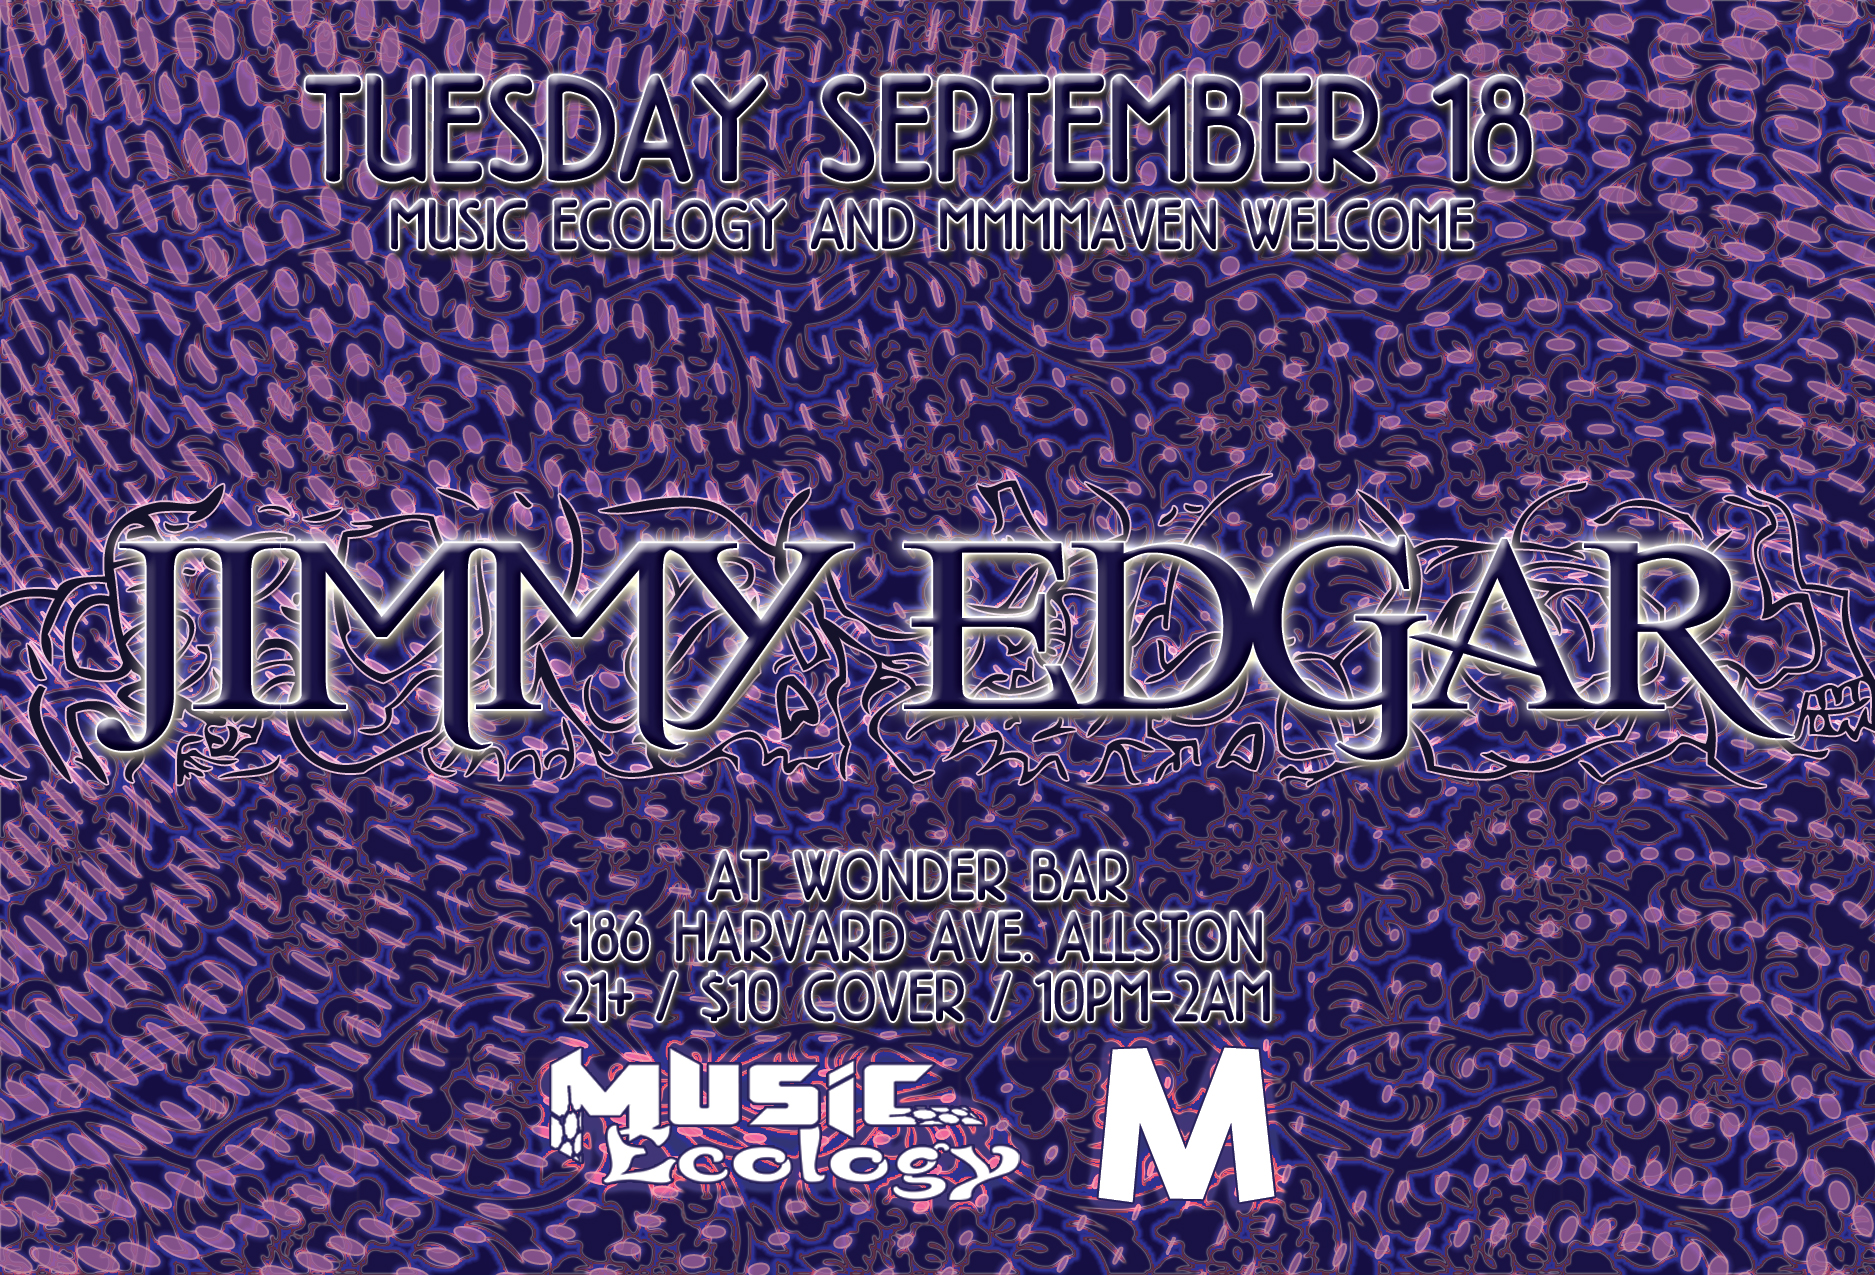 TUESDAY SEPTEMBER 18
MUSIC ECOLOGY AND MMMMAVEN WELCOME
JIMMY EDGAR
AT WONDER BAR
186 HARVARD AVE. ALLSTON
21+ / $10 COVER / 10PM-2AM
MUSiC
Ecology
M